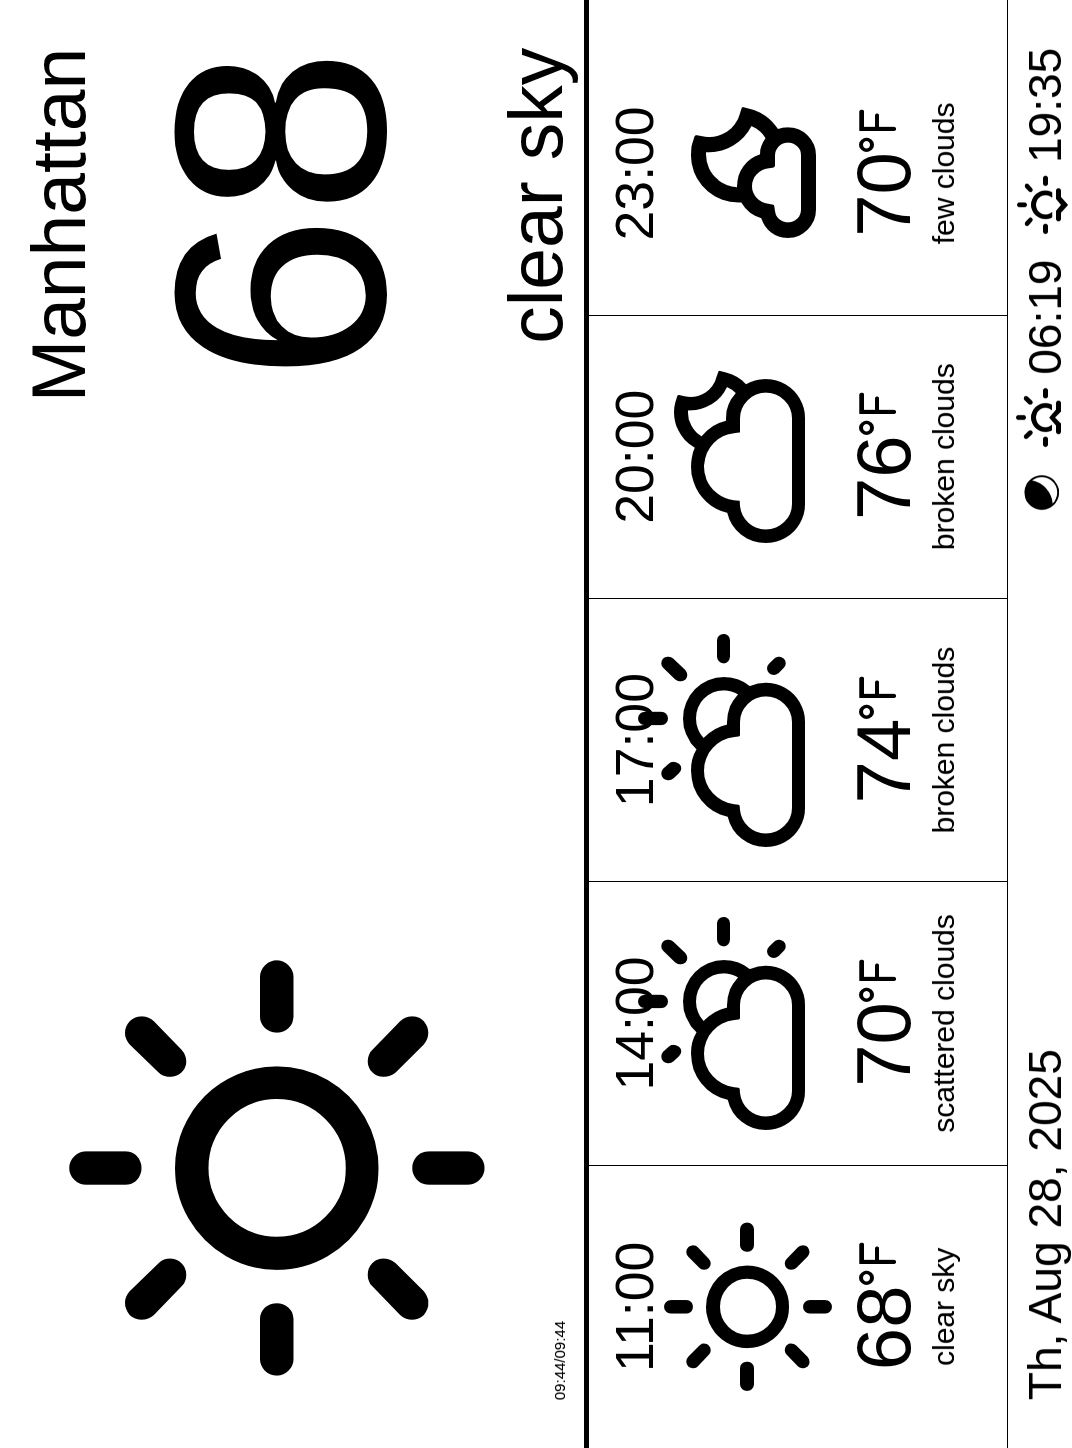 Manhattan
68
clear sky
09:44/09:44
11:00 14:00 17:00 20:00 23:00
68°F 70°F 74°F 76°F 70°F
clear sky scattered clouds broken clouds broken clouds few clouds
Th, Aug 28, 2025 06:19 19:35